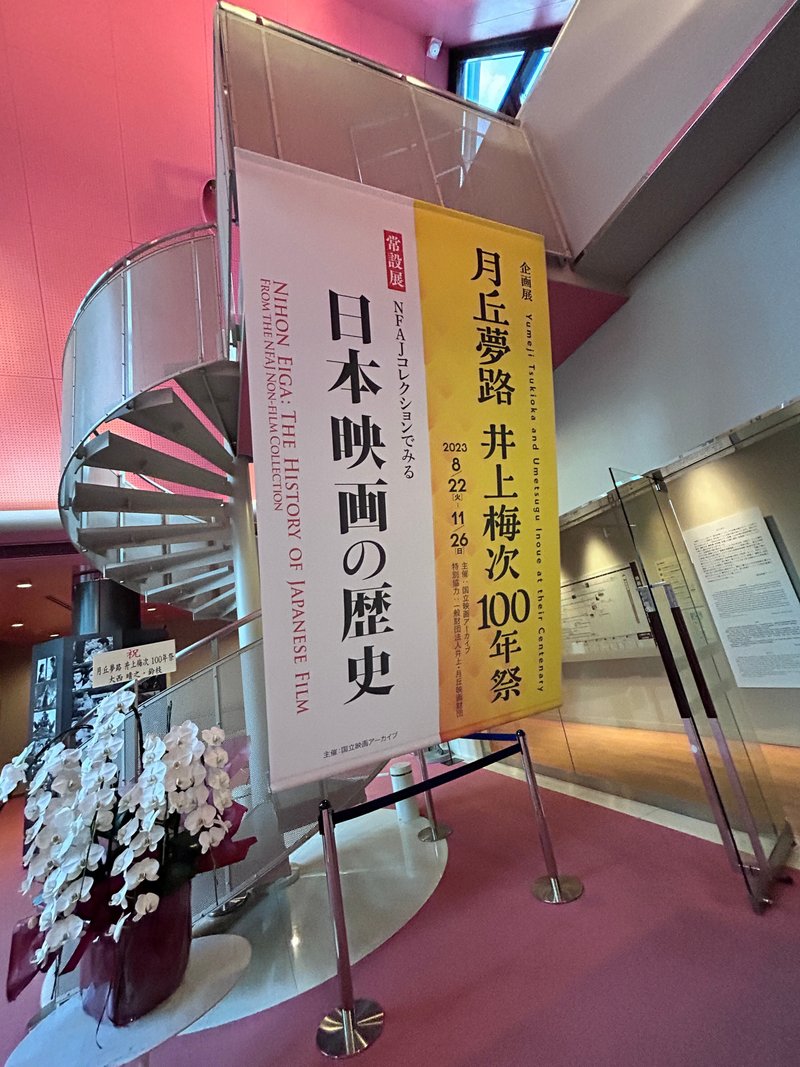 常設展
NFAJコレクションでみる
日本映画の歴史
NIHON EIGA: THE HISTORY OF JAPANESE FILM
FROM THE NFAJ NON-FILM COLLECTION
主催：国立映画アーカイブ
企画展
Yumeji Tsukioka and Umetsugu Inoue at their Centenary
月丘夢路 井上梅次 100年祭
2023
8/22[火]-11/26[日]
主催：国立映画アーカイブ
特別協力：一般財団法人井上・月丘映画財団
祝
月丘夢路 井上梅次 100年祭
大西 靖之・鈴枝